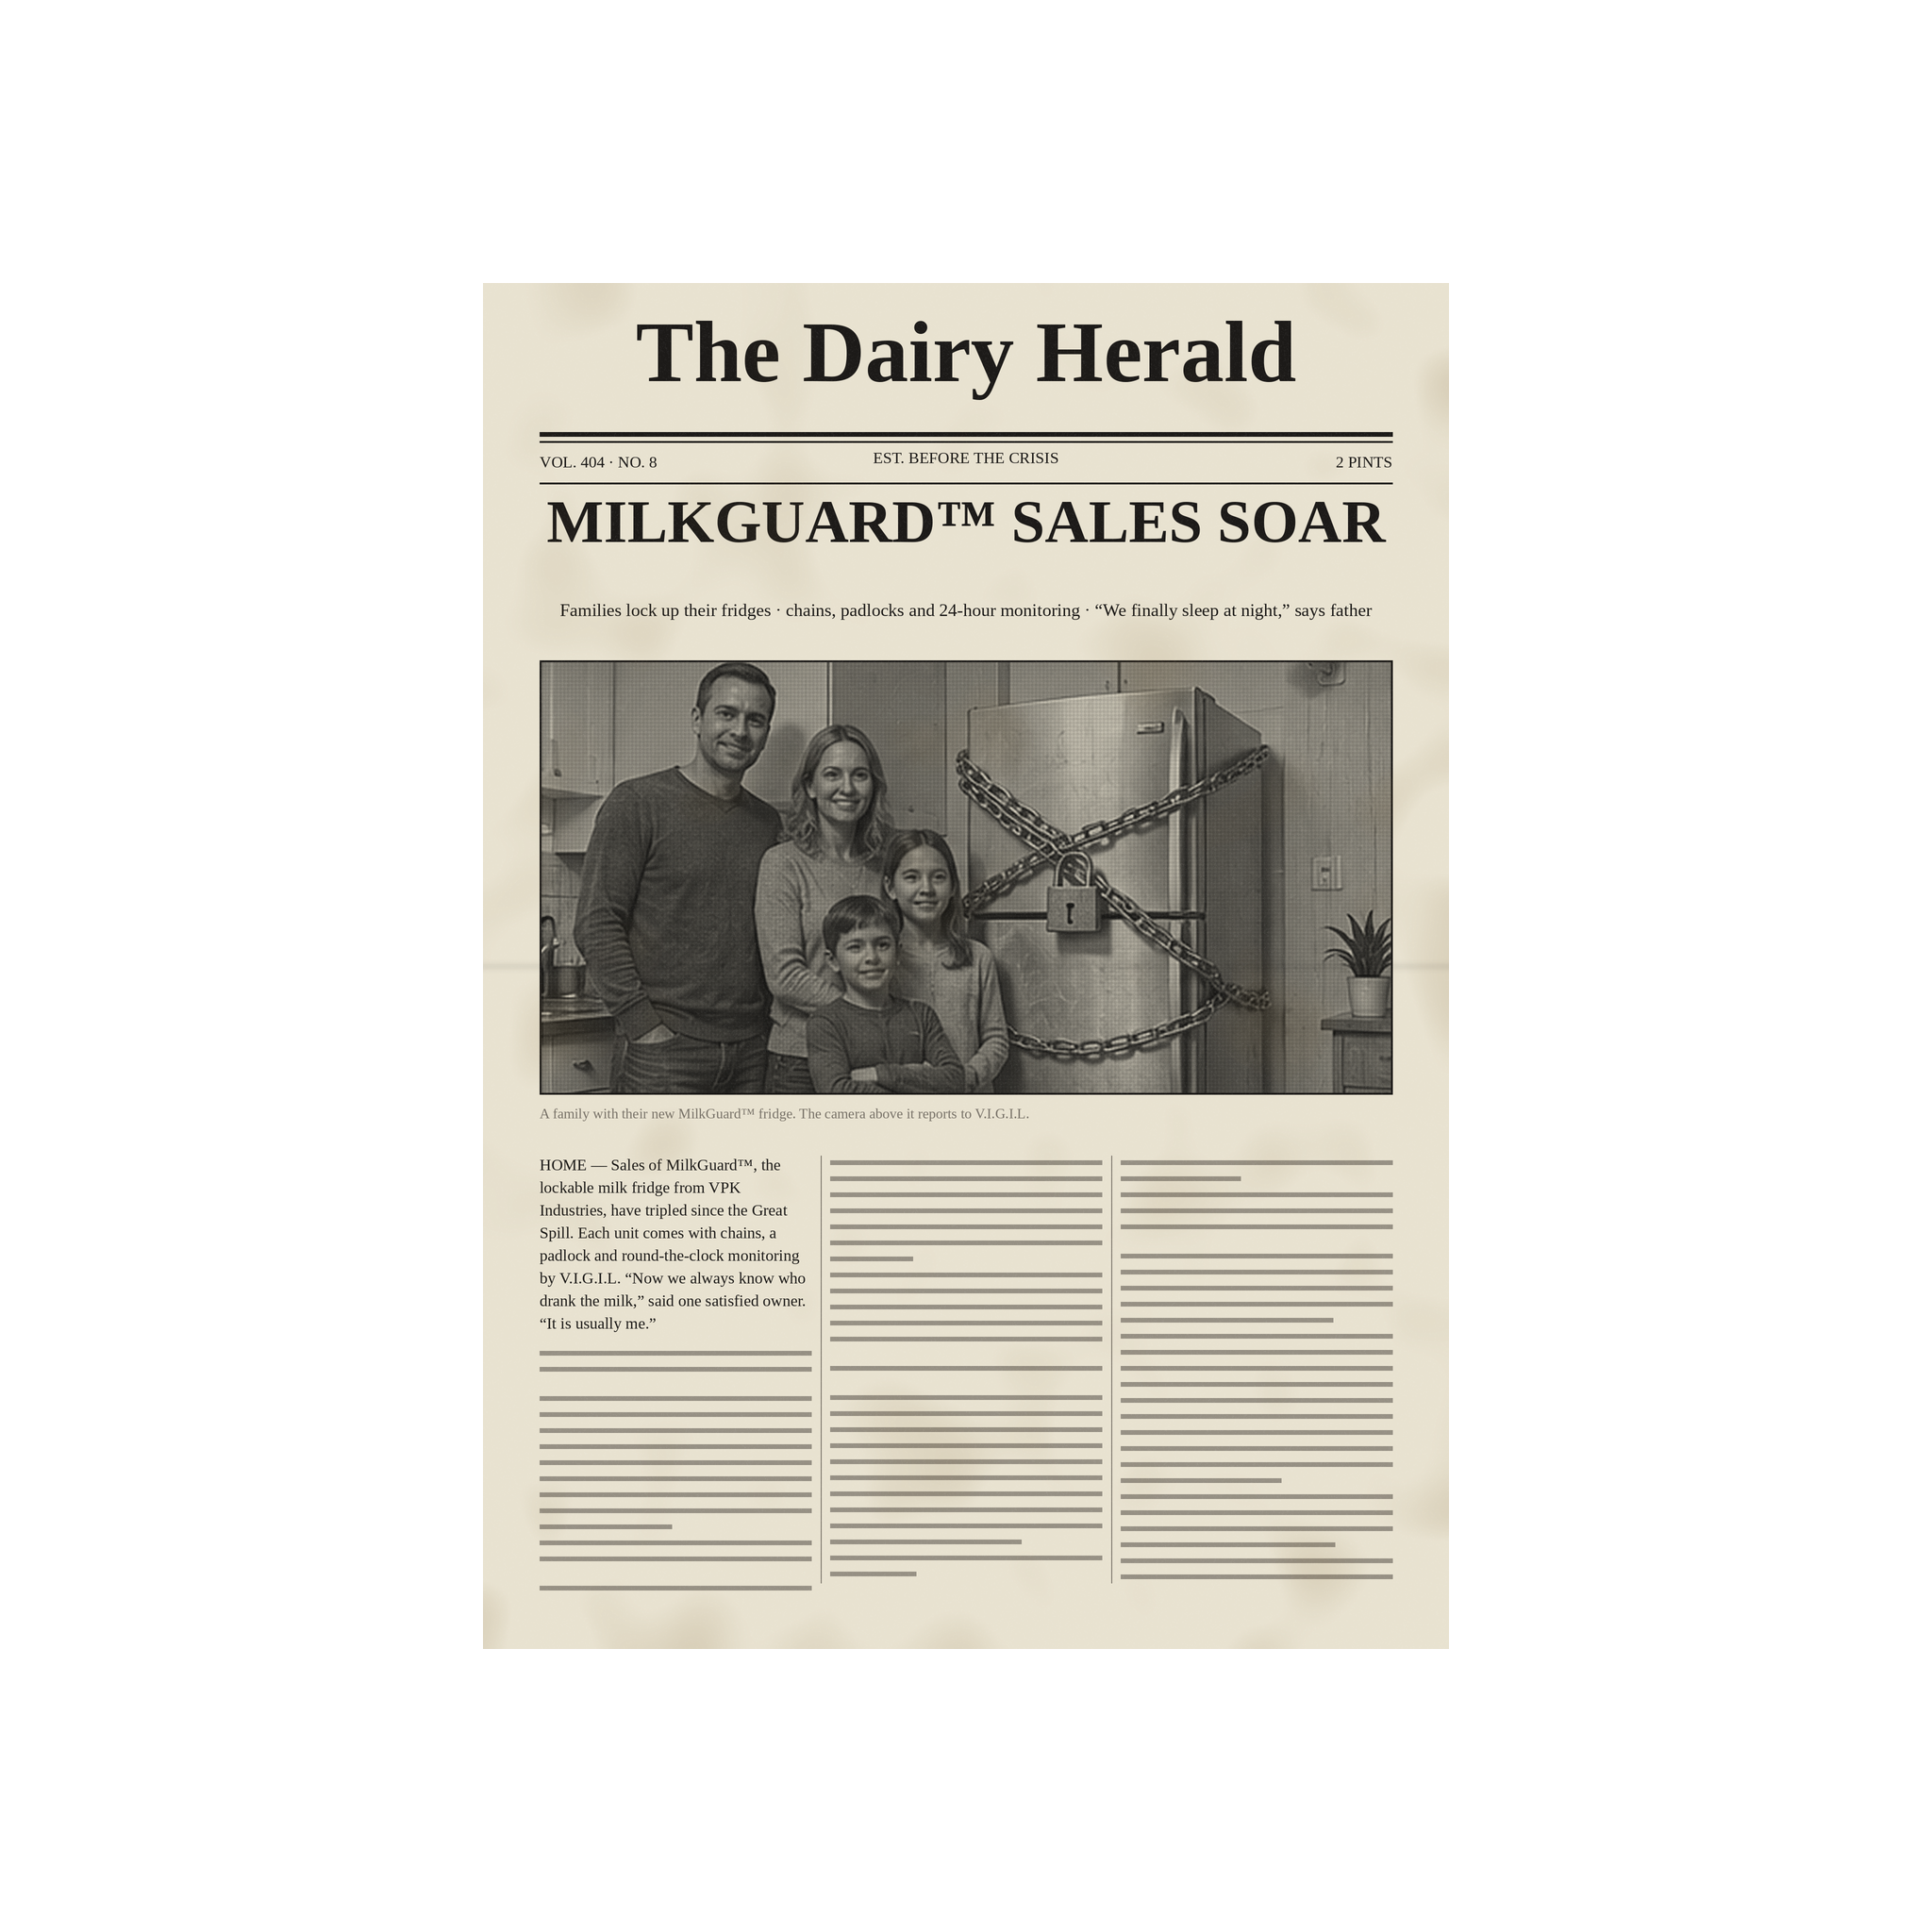 The Dairy Herald
VOL. 404 · NO. 8
EST. BEFORE THE CRISIS
2 PINTS
MILKGUARD™ SALES SOAR
Families lock up their fridges · chains, padlocks and 24-hour monitoring · “We finally sleep at night,” says father
A family with their new MilkGuard™ fridge. The camera above it reports to V.I.G.I.L.
HOME — Sales of MilkGuard™, the
lockable milk fridge from VPK
Industries, have tripled since the Great
Spill. Each unit comes with chains, a
padlock and round-the-clock monitoring
by V.I.G.I.L. “Now we always know who
drank the milk,” said one satisfied owner.
“It is usually me.”